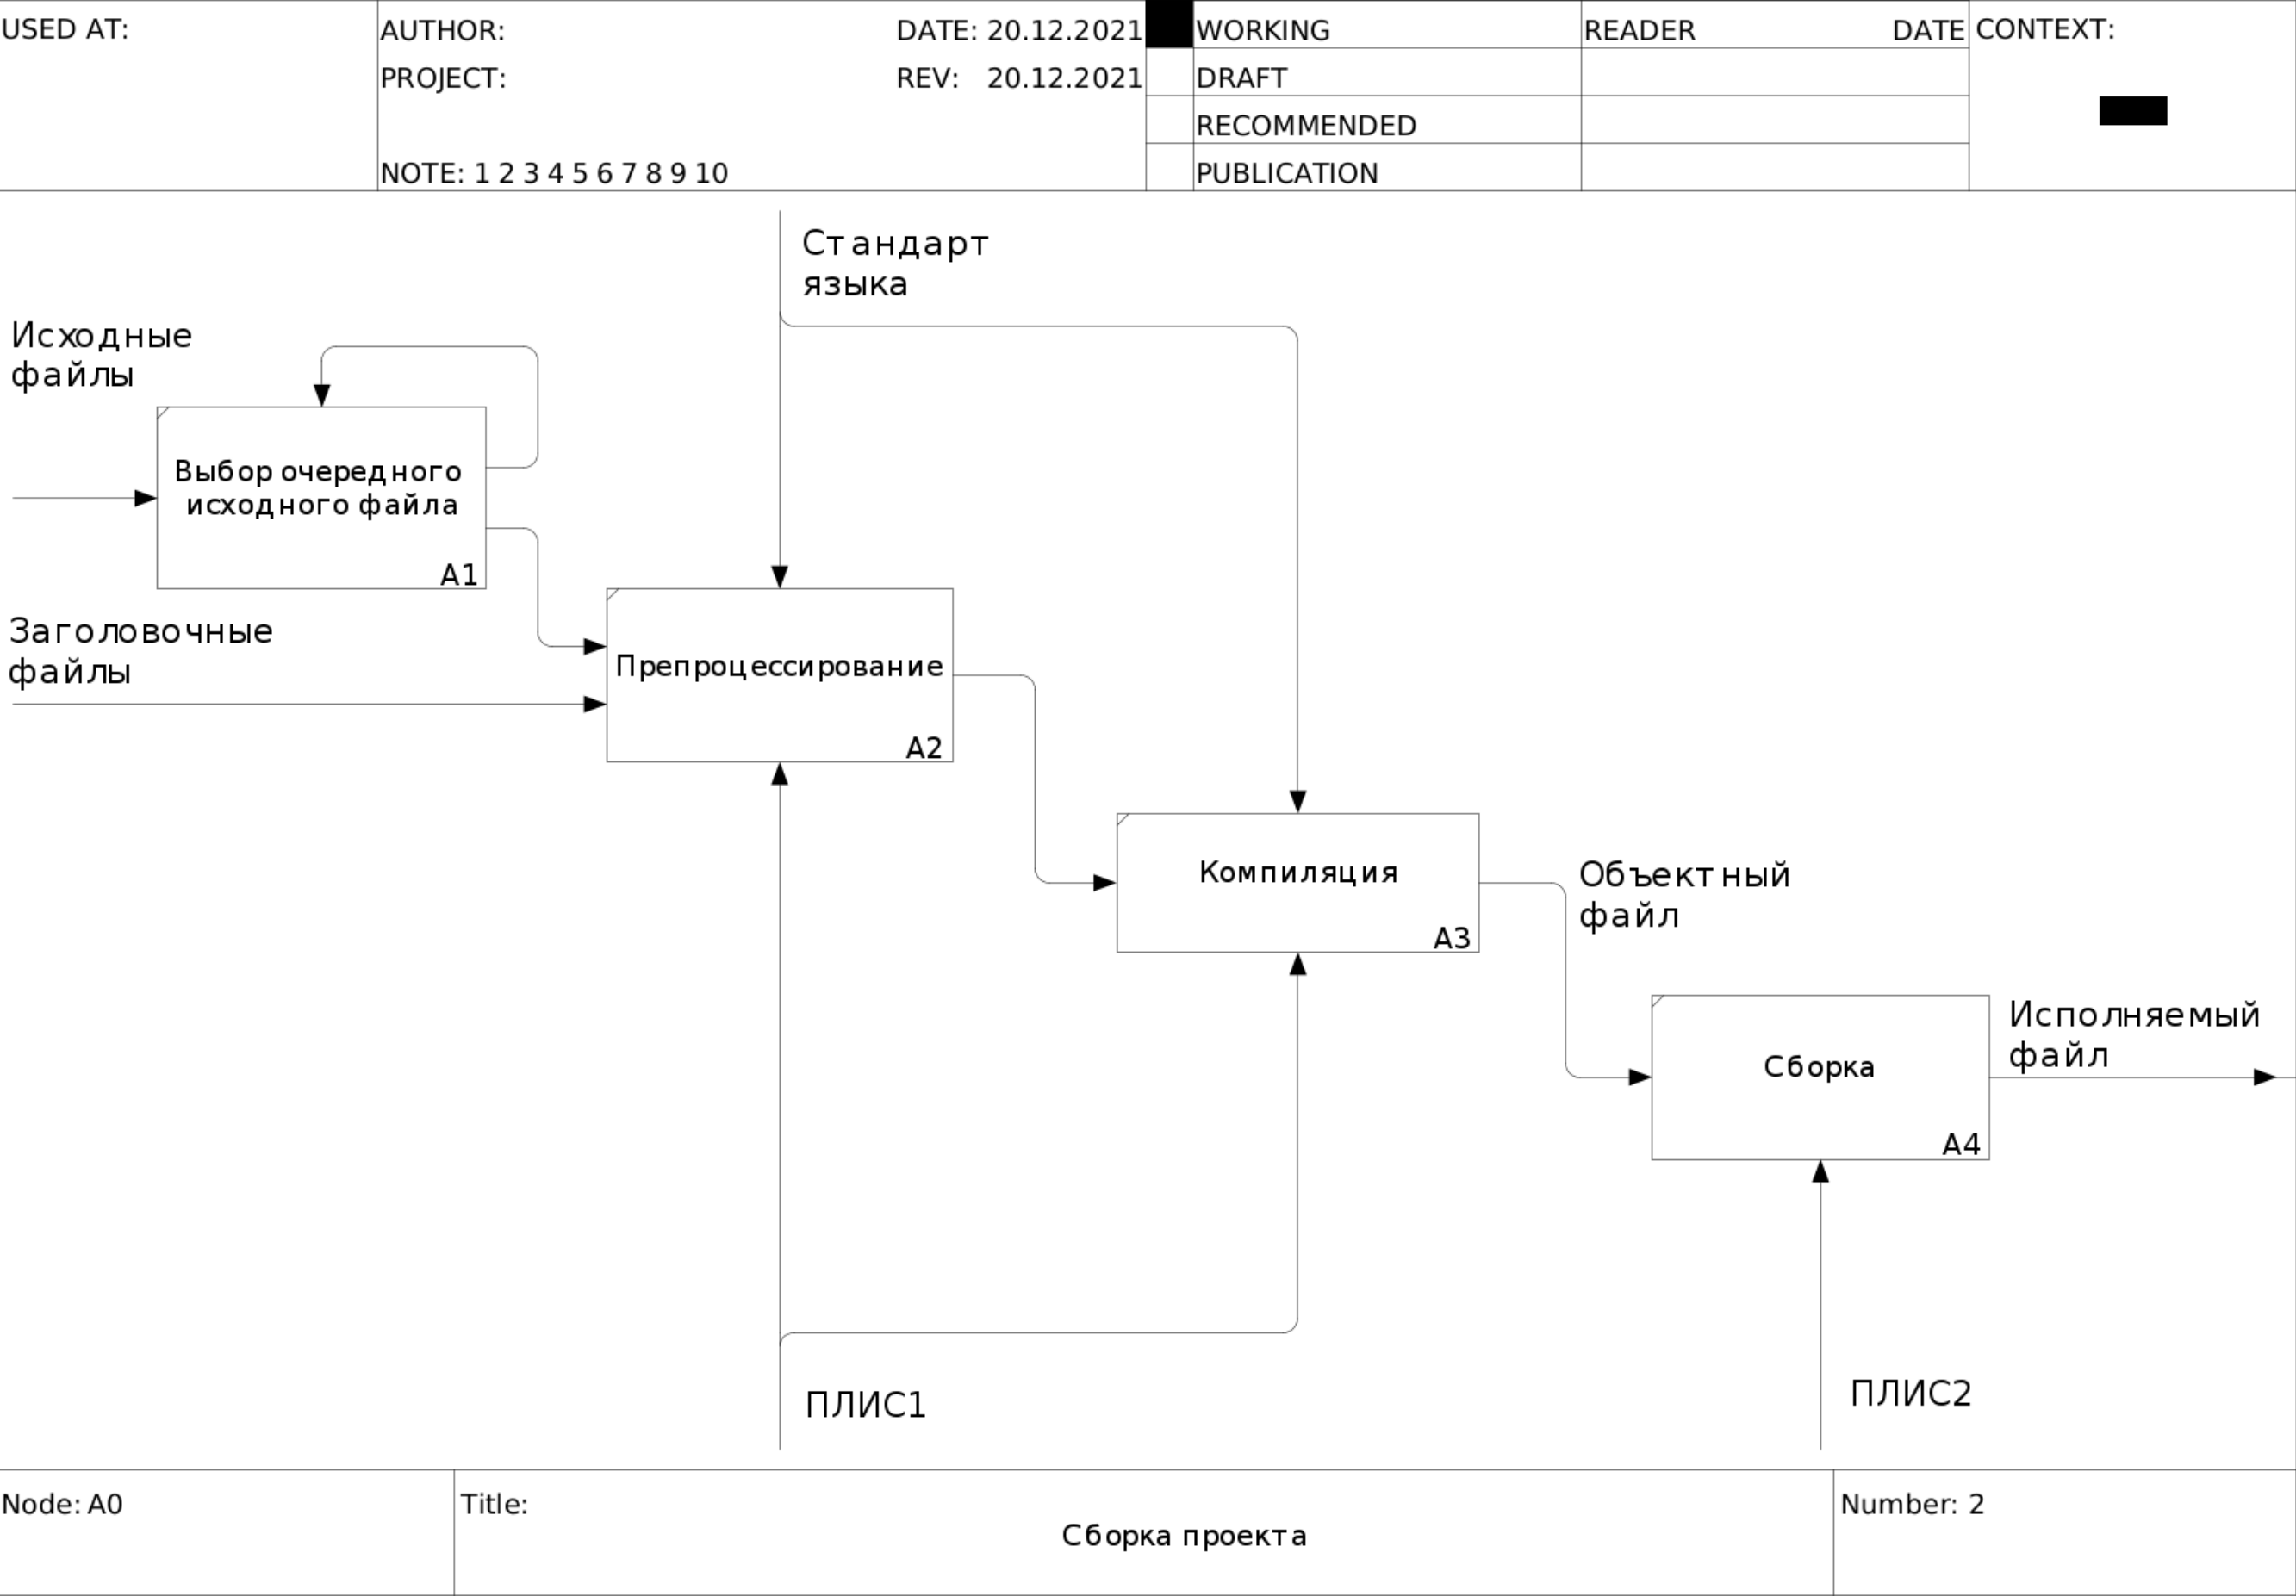 USED AT:
AUTHOR:
DATE: 20.12.2021
WORKING
READER
DATE
CONTEXT:
PROJECT:
REV: 20.12.2021
DRAFT
RECOMMENDED
NOTE: 1 2 3 4 5 6 7 8 9 10
PUBLICATION
Стандарт
языка
Исходные
файлы
Выбор очередного
исходного файла
A1
Заголовочные
файлы
Препроцессирование
A2
Компиляция
A3
Объектный
файл
Исполняемый
файл
Сборка
A4
ПЛИС1
ПЛИС2
Node: A0
Title:
Сборка проекта
Number: 2